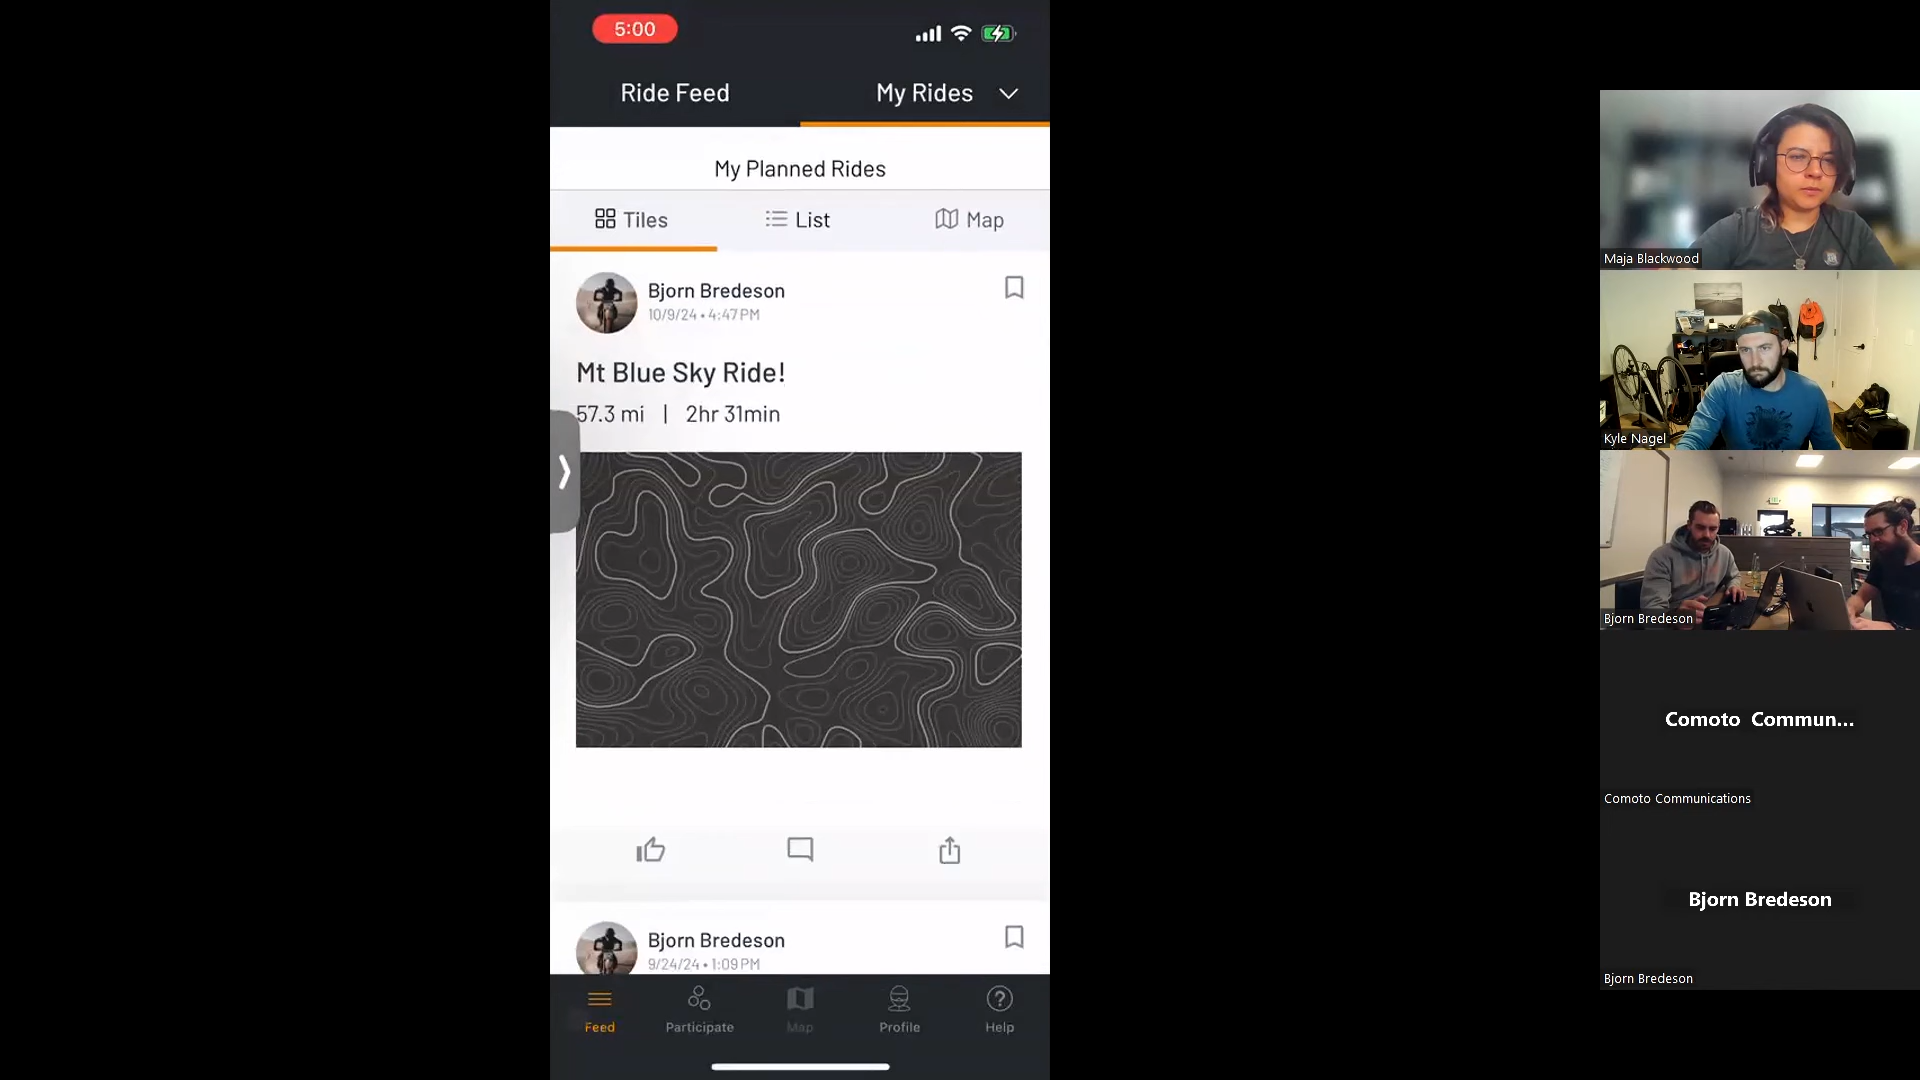 5:00
Ride Feed
My Rides
My Planned Rides
Tiles
List
Map
Bjorn Bredeson
10/9/24 • 4:47 PM
Mt Blue Sky Ride!
57.3 mi | 2hr 31min
Bjorn Bredeson
9/24/24 • 1:09 PM
Feed
Participate
Map
Profile
Help
Maja Blackwood
Kyle Nagel
Bjorn Bredeson
Comoto Commun...
Comoto Communications
Bjorn Bredeson
Bjorn Bredeson